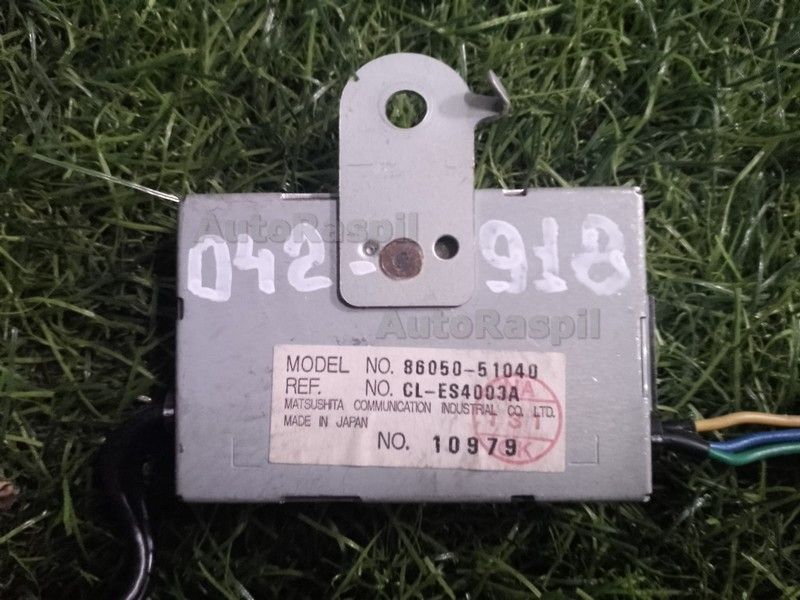 AutoRaspil
042- 918
AutoRaspil
MODEL NO. 86050-51040
REF. NO. CL-ES4003A
MATSUSHITA COMMUNICATION INDUSTRIAL CO. LTD.
MADE IN JAPAN
NO. 10979